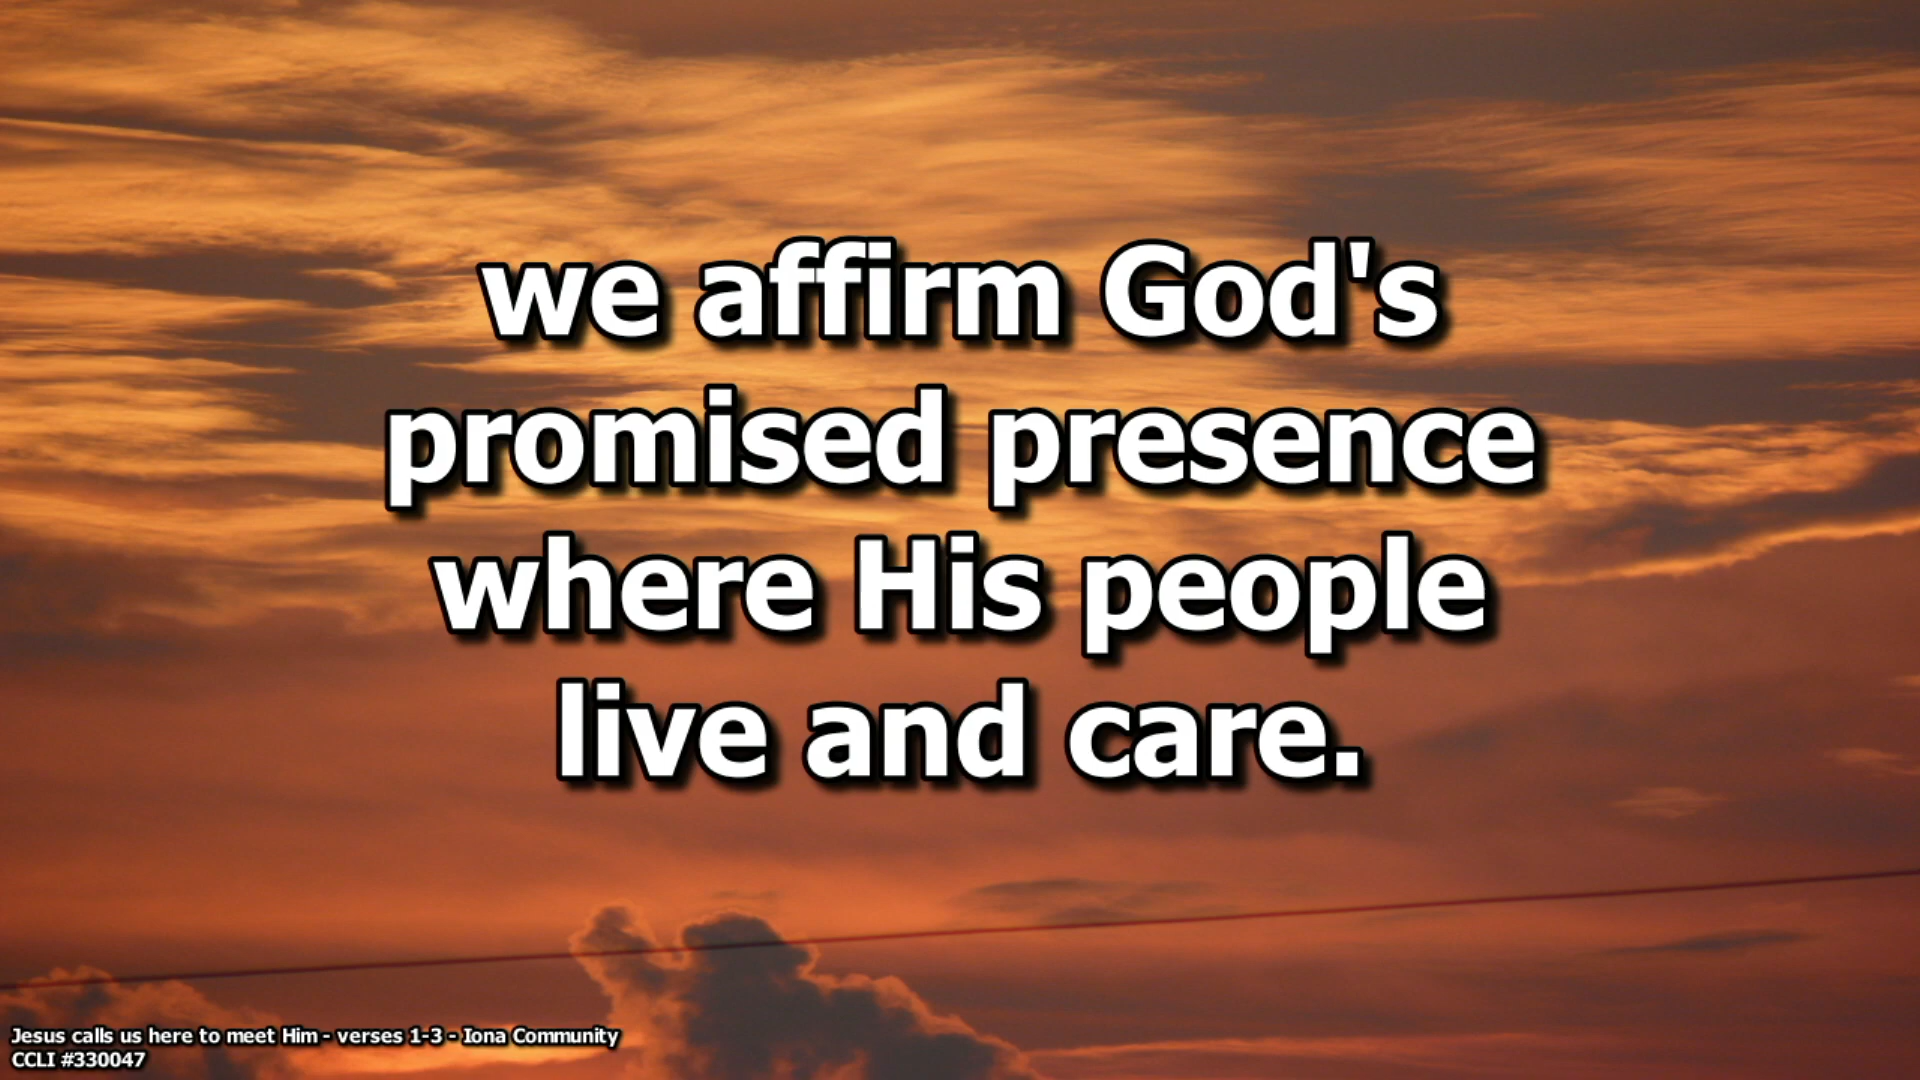 we affirm God's
promised presence
where His people
live and care.
Jesus calls us here to meet Him - verses 1-3 - Iona Community
CCLI #330047